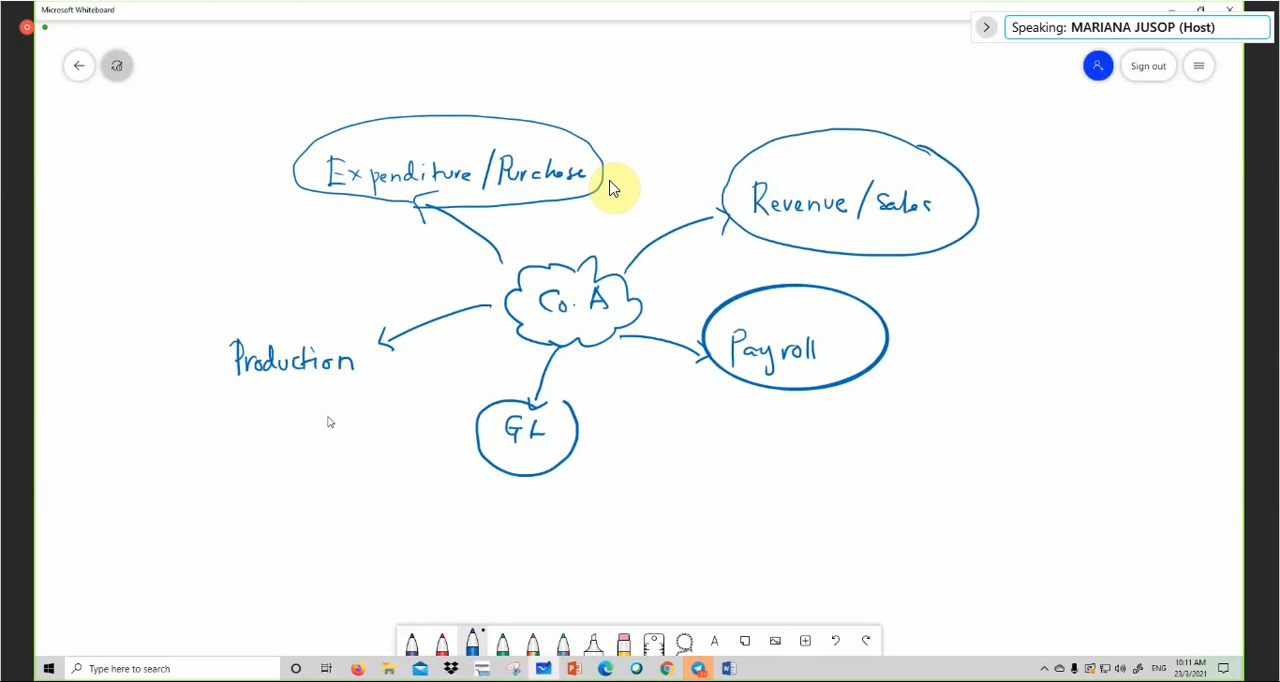 Microsoft Whiteboard
Speaking: MARIANA JUSOP (Host)
Sign out
Expenditure/Purchase
Revenue/Sales
Co. A
Payroll
Production
GL
A
Type here to search
ENG
10:11 AM
23/3/2021